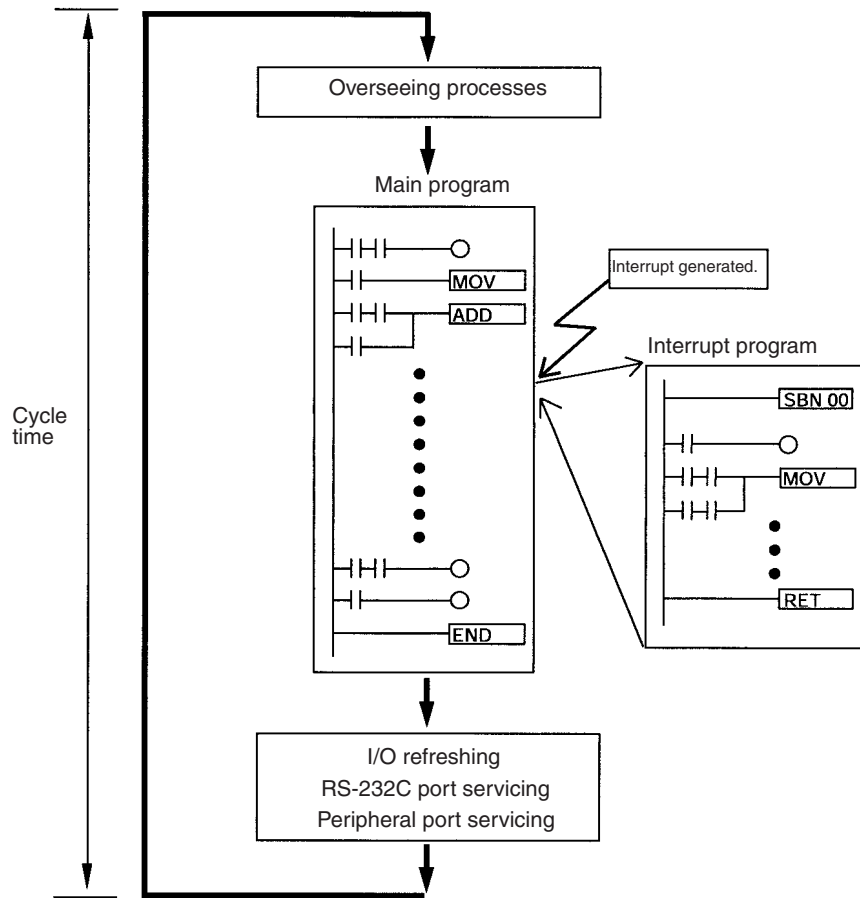 Overseeing processes
Main program
MOV
ADD
END
Interrupt generated.
Interrupt program
SBN 00
MOV
RET
Cycle
time
I/O refreshing
RS-232C port servicing
Peripheral port servicing